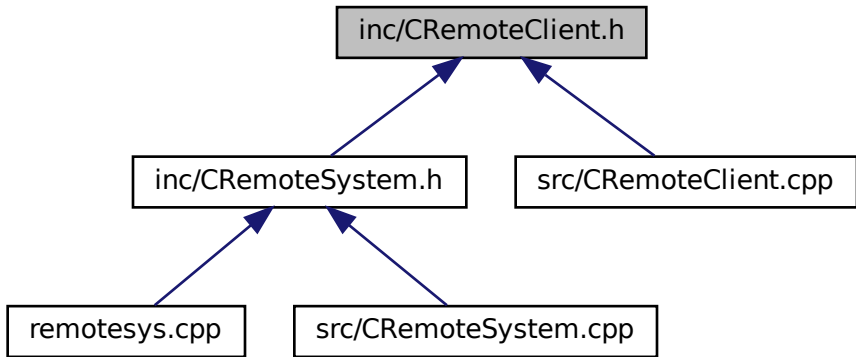 inc/CRemoteClient.h
inc/CRemoteSystem.h
src/CRemoteClient.cpp
remotesys.cpp
src/CRemoteSystem.cpp